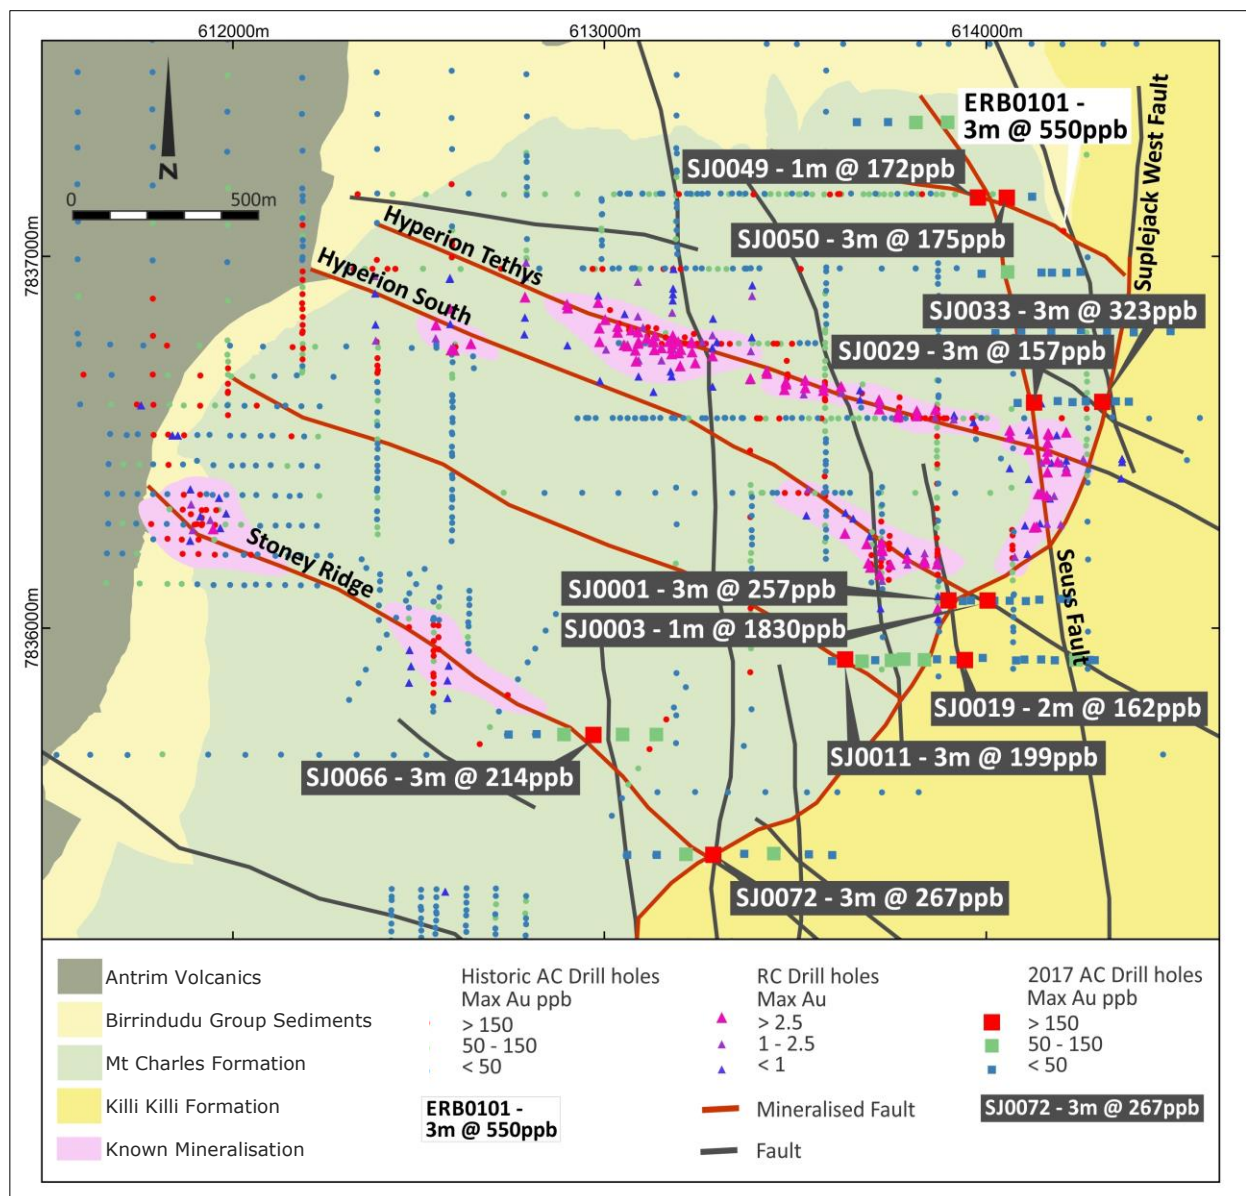 612000m
613000m
614000m
7837000m
7836000m
N
0
500m
ERB0101 -
3m @ 550ppb
SJ0049 - 1m @ 172ppb
SJ0050 - 3m @ 175ppb
Suplejack West Fault
Hyperion Tethys
Hyperion South
SJ0033 - 3m @ 323ppb
SJ0029 - 3m @ 157ppb
Stoney Ridge
Seuss Fault
SJ0001 - 3m @ 257ppb
SJ0003 - 1m @ 1830ppb
SJ0019 - 2m @ 162ppb
SJ0011 - 3m @ 199ppb
SJ0066 - 3m @ 214ppb
SJ0072 - 3m @ 267ppb
Antrim Volcanics
Birrindudu Group Sediments
Mt Charles Formation
Killi Killi Formation
Known Mineralisation
Historic AC Drill holes
Max Au ppb
> 150
50 - 150
< 50
ERB0101 -
3m @ 550ppb
RC Drill holes
Max Au
> 2.5
1 - 2.5
< 1
Mineralised Fault
Fault
2017 AC Drill holes
Max Au ppb
> 150
50 - 150
< 50
SJ0072 - 3m @ 267ppb